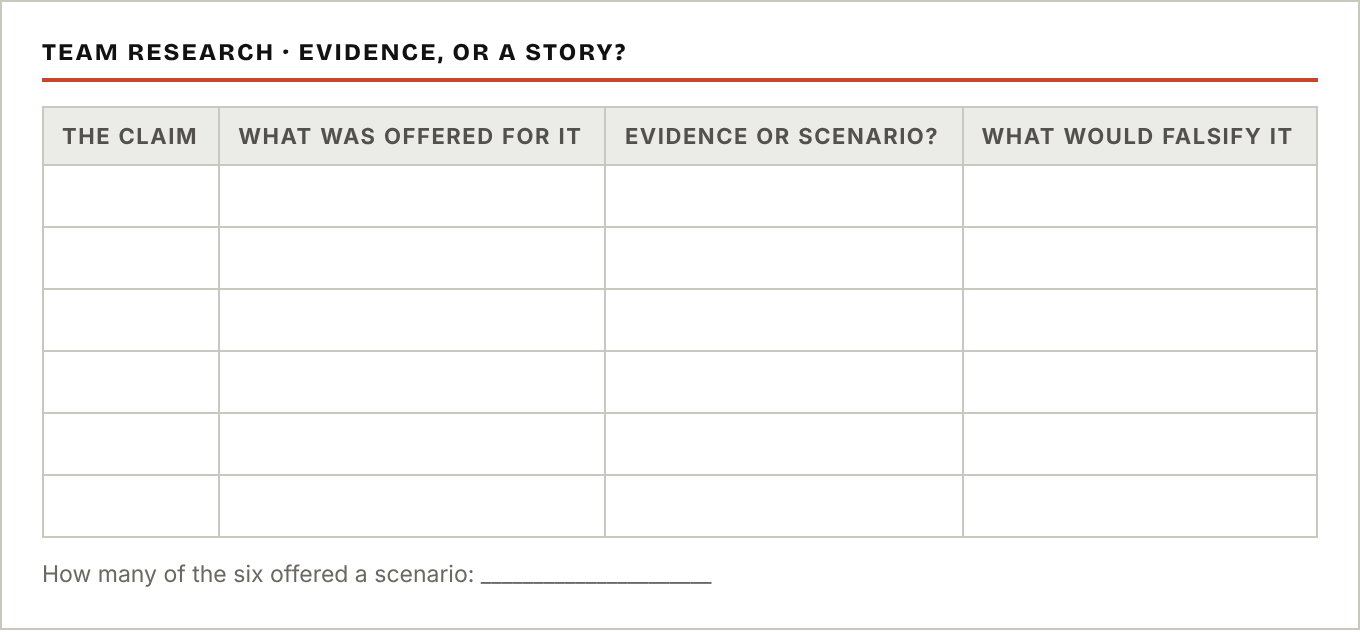 TEAM RESEARCH · EVIDENCE, OR A STORY?
THE CLAIM WHAT WAS OFFERED FOR IT EVIDENCE OR SCENARIO? WHAT WOULD FALSIFY IT
How many of the six offered a scenario: ______________________